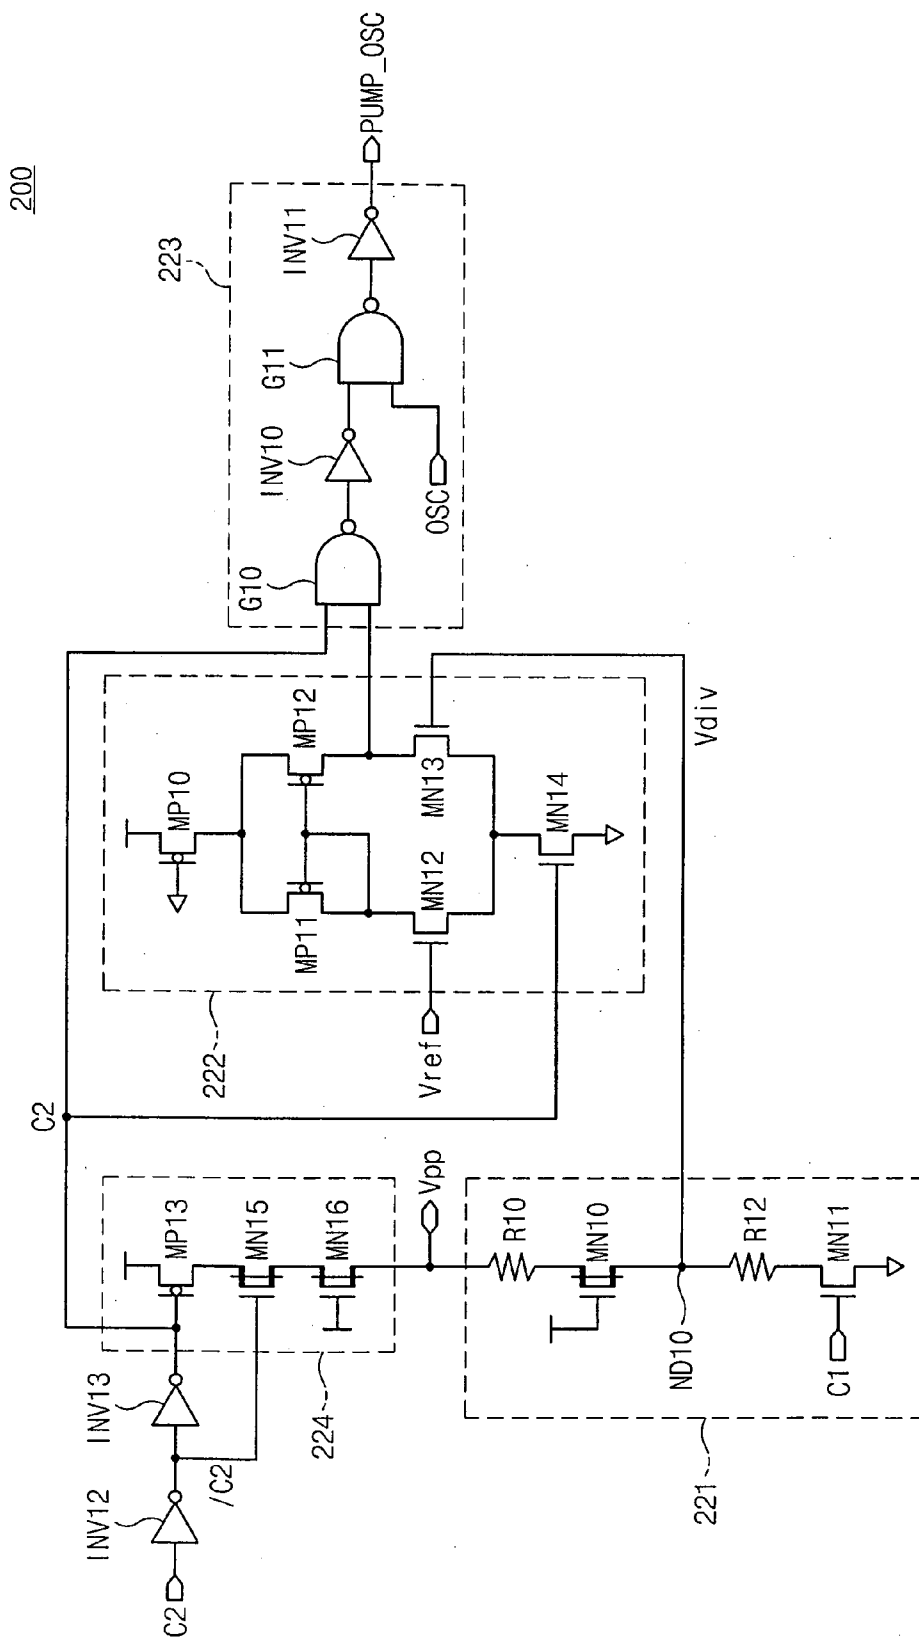 200
223
PUMP_OSC
INV11
G11
INV10
OSC
G10
C2
MP10
MP12
MP11
MN13
MN12
MN14
Vref
Vdiv
222
INV13
INV12
C2
/C2
MP13
MN15
MN16
224
Vpp
R10
MN10
ND10
R12
MN11
C1
221